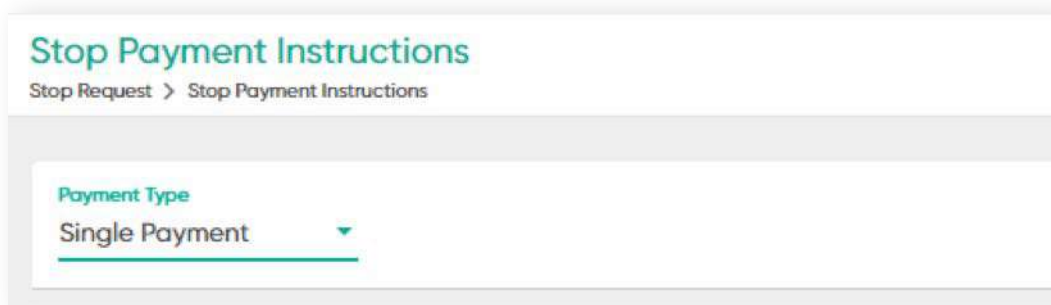 Stop Payment Instructions
Stop Request > Stop Payment Instructions
Payment Type
Single Payment